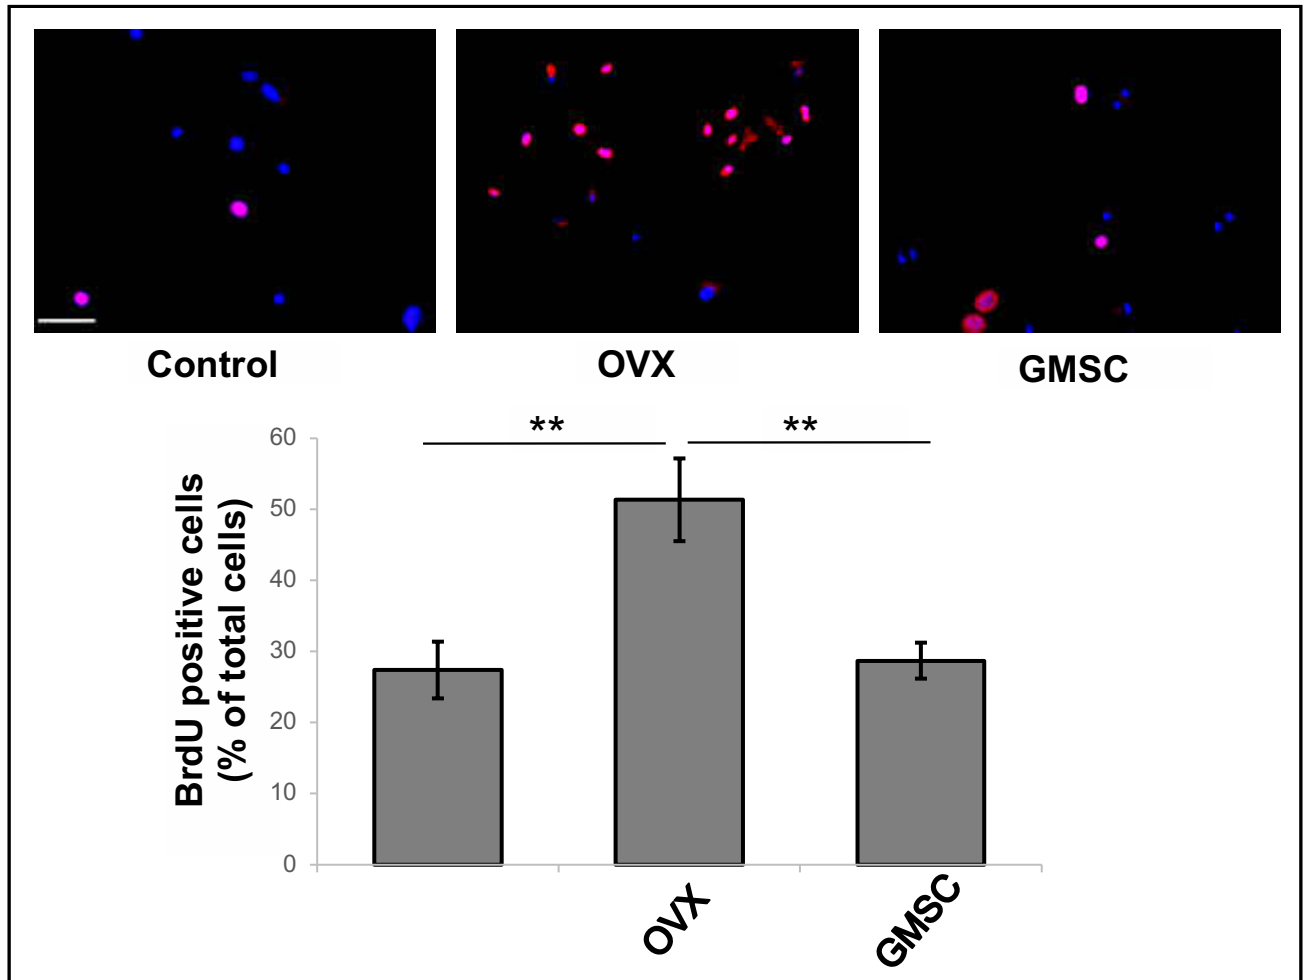 Control
OVX
GMSC
**
**
60
50
40
30
20
10
0
BrdU positive cells
(% of total cells)
OVX
GMSC